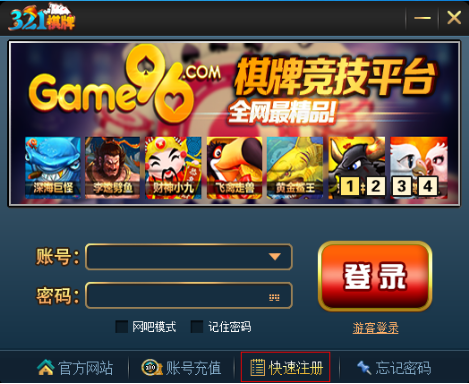 321棋牌
Game96.COM
棋牌竞技平台
全网最精品!
深海巨怪 李逵劈鱼 财神小九 飞禽走兽 黄金鲨王
1 2 3 4
账号:
密码:
网吧模式 记住密码
登录
游客登录
官方网站 账号充值 快速注册 忘记密码